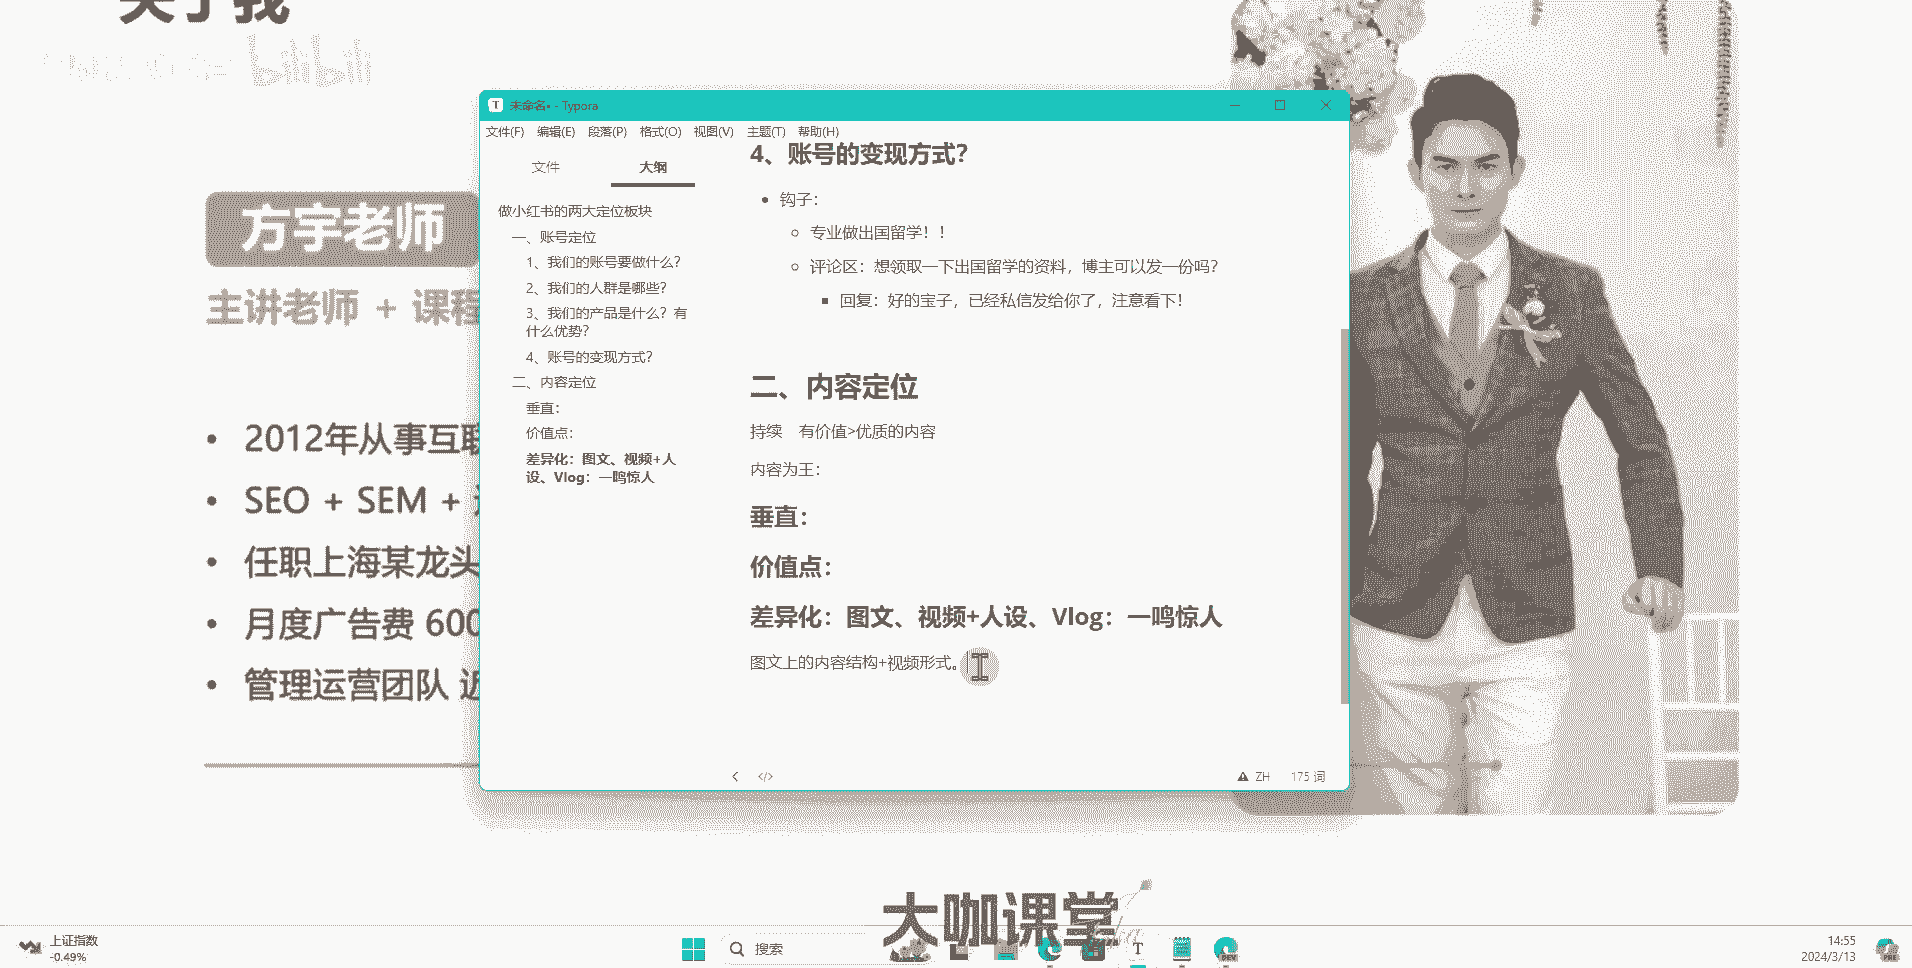 关于我
bilibili
方宇老师
主讲老师 + 课程
2012年从事互联
SEO + SEM +
任职上海某龙头
月度广告费 600
管理运营团队 近
未命名• - Typora
文件(F) 编辑(E) 段落(P) 格式(O) 视图(V) 主题(T) 帮助(H)
文件 大纲
做小红书的两大定位板块
一、账号定位
1、我们的账号要做什么？
2、我们的人群是哪些？
3、我们的产品是什么？有
什么优势？
4、账号的变现方式？
二、内容定位
垂直：
价值点：
差异化：图文、视频+人
设、Vlog：一鸣惊人
4、账号的变现方式？
钩子：
专业做出国留学！！
评论区：想领取一下出国留学的资料，博主可以发一份吗？
回复：好的宝子，已经私信发给你了，注意看下！
二、内容定位
持续 有价值>优质的内容
内容为王：
垂直：
价值点：
差异化：图文、视频+人设、Vlog：一鸣惊人
图文上的内容结构+视频形式。
ZH 175 词
大咖课堂
上证指数
-0.49%
搜索
14:55
2024/3/13